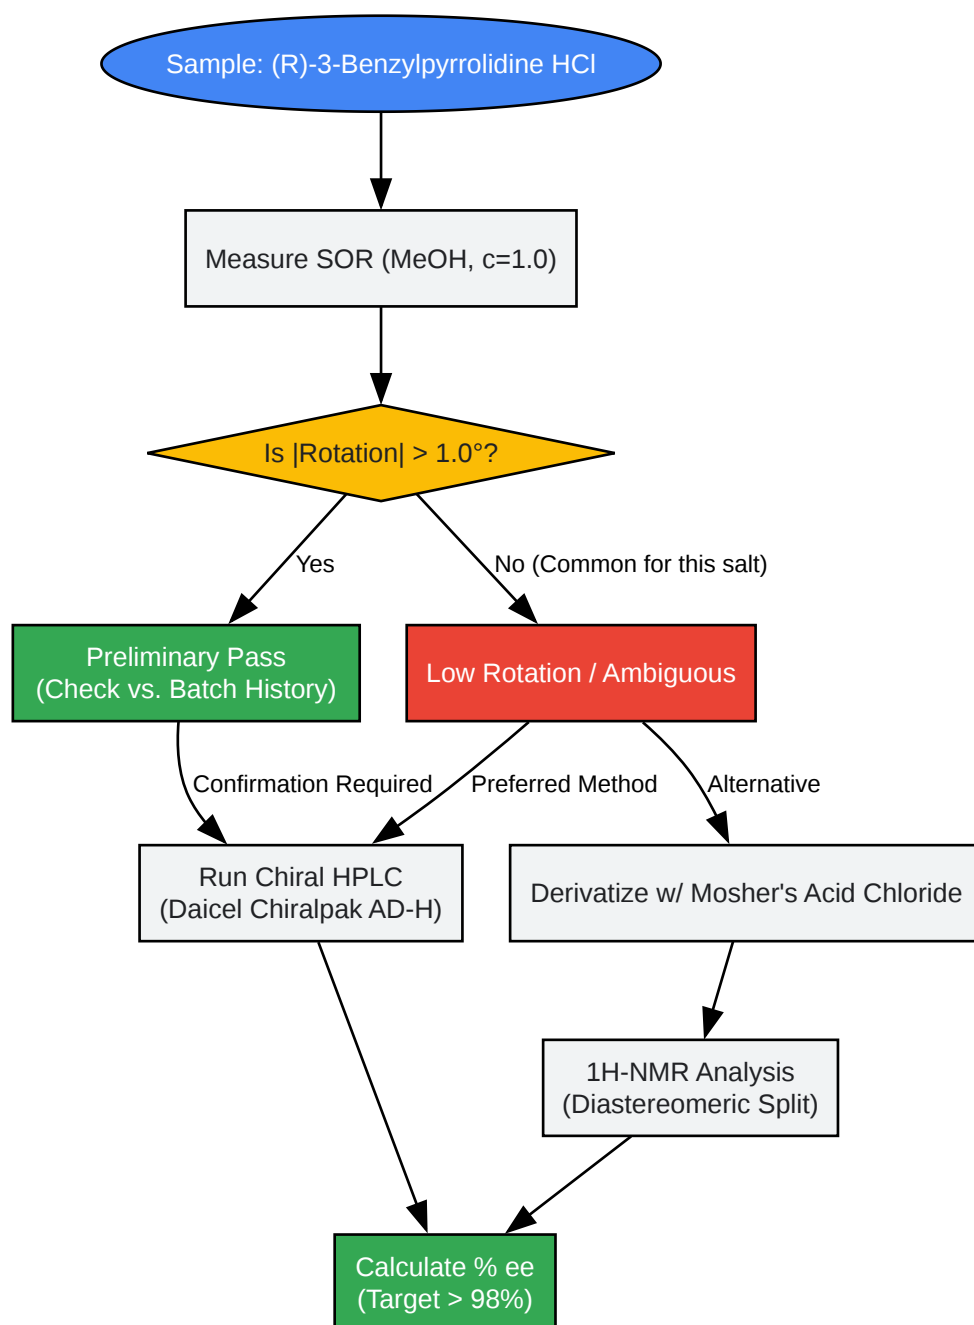 Sample: (R)-3-Benzylpyrrolidine HCl
Measure SOR (MeOH, c=1.0)
Is |Rotation| > 1.0°?
Yes
No (Common for this salt)
Preliminary Pass
(Check vs. Batch History)
Low Rotation / Ambiguous
Confirmation Required
Preferred Method
Alternative
Run Chiral HPLC
(Daicel Chiralpak AD-H)
Derivatize w/ Mosher's Acid Chloride
1H-NMR Analysis
(Diastereomeric Split)
Calculate % ee
(Target > 98%)